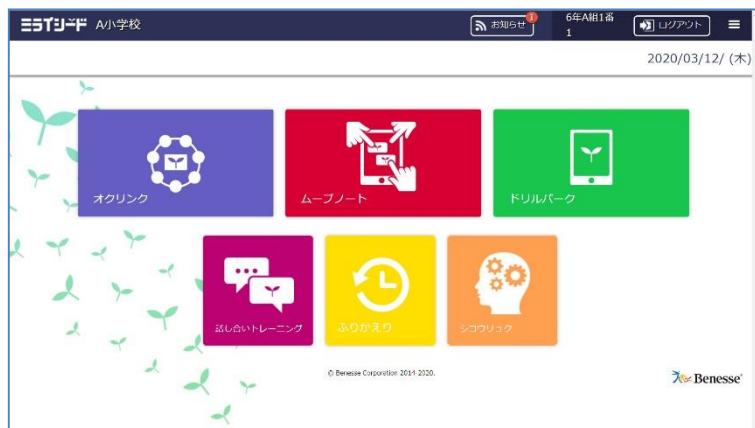 ミライシード A小学校
お知らせ 1
6年A組1番
1
ログアウト
2020/03/12/ (木)
オクリンク
ムーブノート
ドリルパーク
話し合いトレーニング
ふりかえり
シコウリョク
© Benesse Corporation 2014-2020.
Benesse®